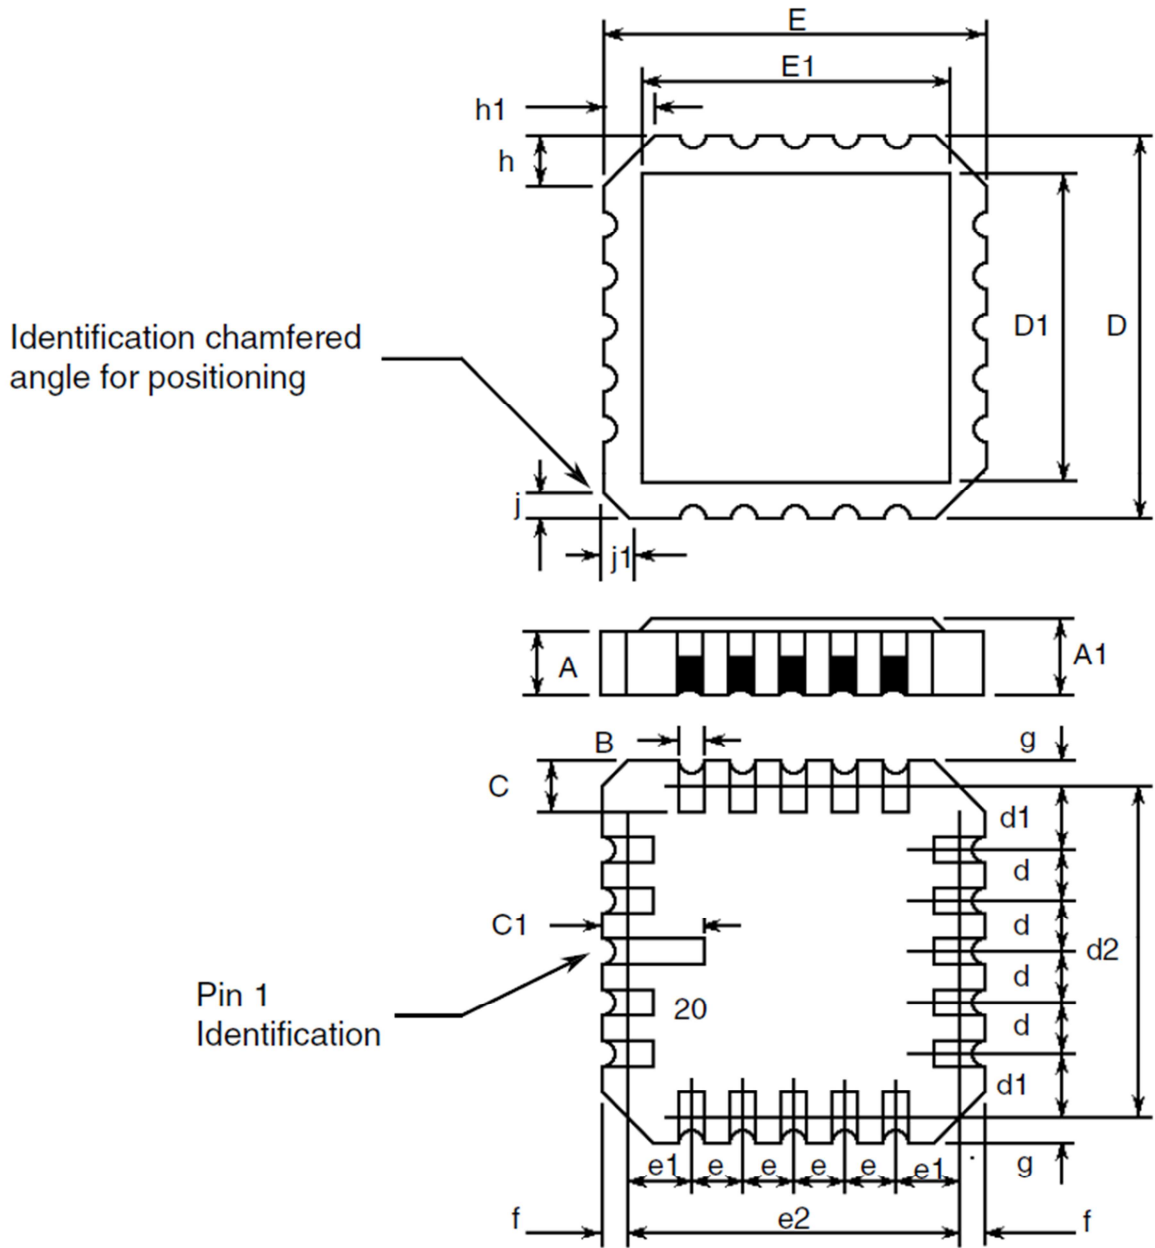 E
E1
h1
h
Identification chamfered
angle for positioning
D1
D
j
j1
A
A1
B
g
C
d1
d
C1
d
d2
Pin 1
Identification
20
d
d
d1
e1 e e e e e1
g
f
e2
f